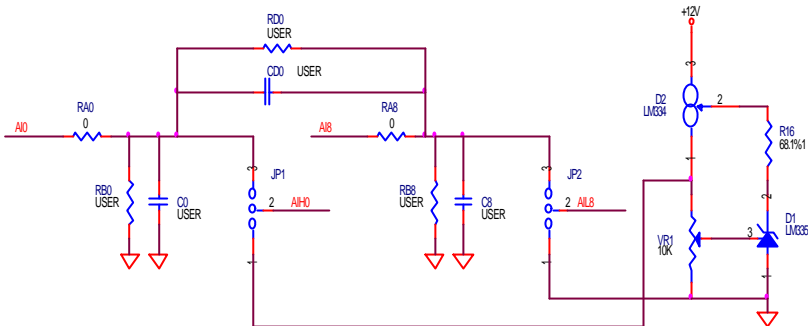 +12V
RD0
USER
CD0
USER
3
D2
LM334
2
R16
68.1%1
1
RA0
0
AI0
RA8
0
AI8
RB0
USER
C0
USER
3
JP1
2
AIH0
1
RB8
USER
C8
USER
3
JP2
2
AIL8
1
VR1
10K
2
D1
LM335
3
1